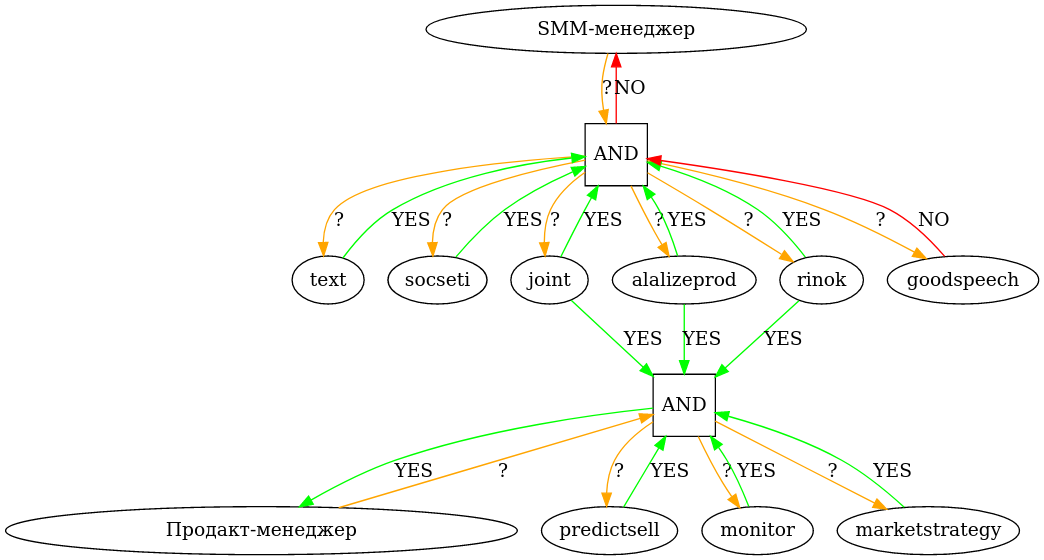 SMM-менеджер
? NO
AND
? YES ? YES ? YES ? YES ? YES ? NO
text socseti joint alalizeprod rinok goodspeech
YES YES YES
AND
YES ? ? YES ? YES ? YES
Продакт-менеджер predictsell monitor marketstrategy